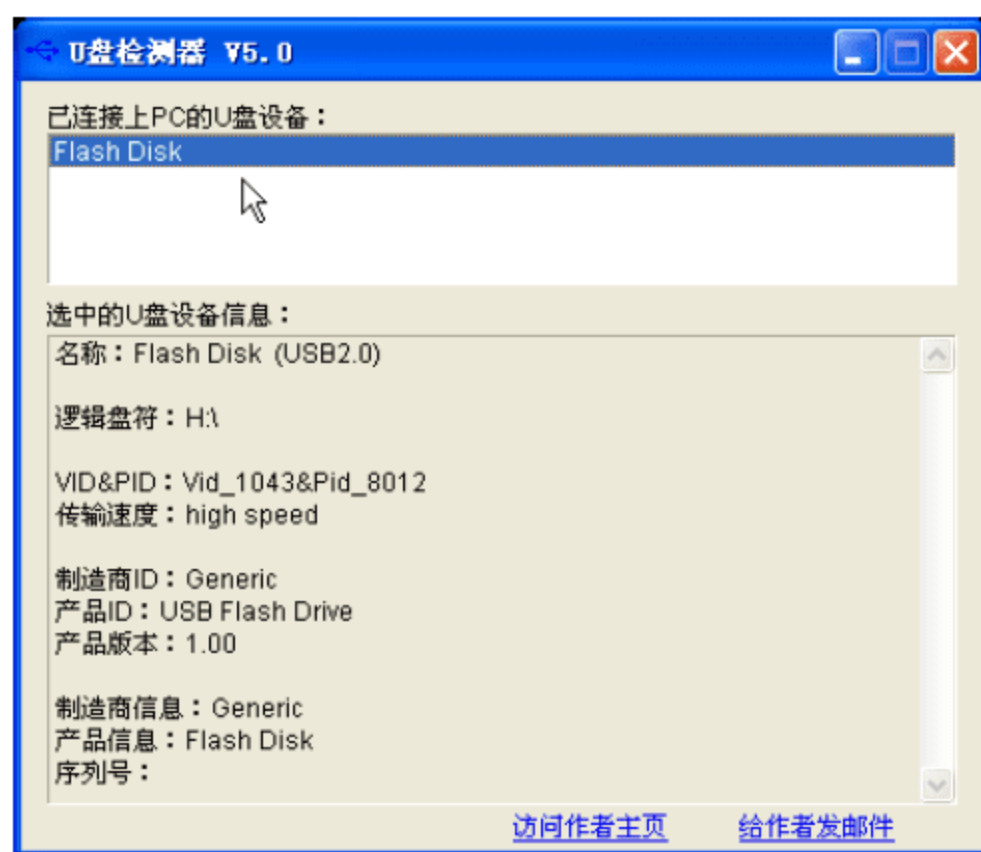 U盘检测器 V5.0
已连接上PC的U盘设备：
Flash Disk
选中的U盘设备信息：
名称：Flash Disk (USB2.0)
逻辑盘符：H:\
VID&PID：Vid_1043&Pid_8012
传输速度：high speed
制造商ID：Generic
产品ID：USB Flash Drive
产品版本：1.00
制造商信息：Generic
产品信息：Flash Disk
序列号：
访问作者主页 给作者发邮件